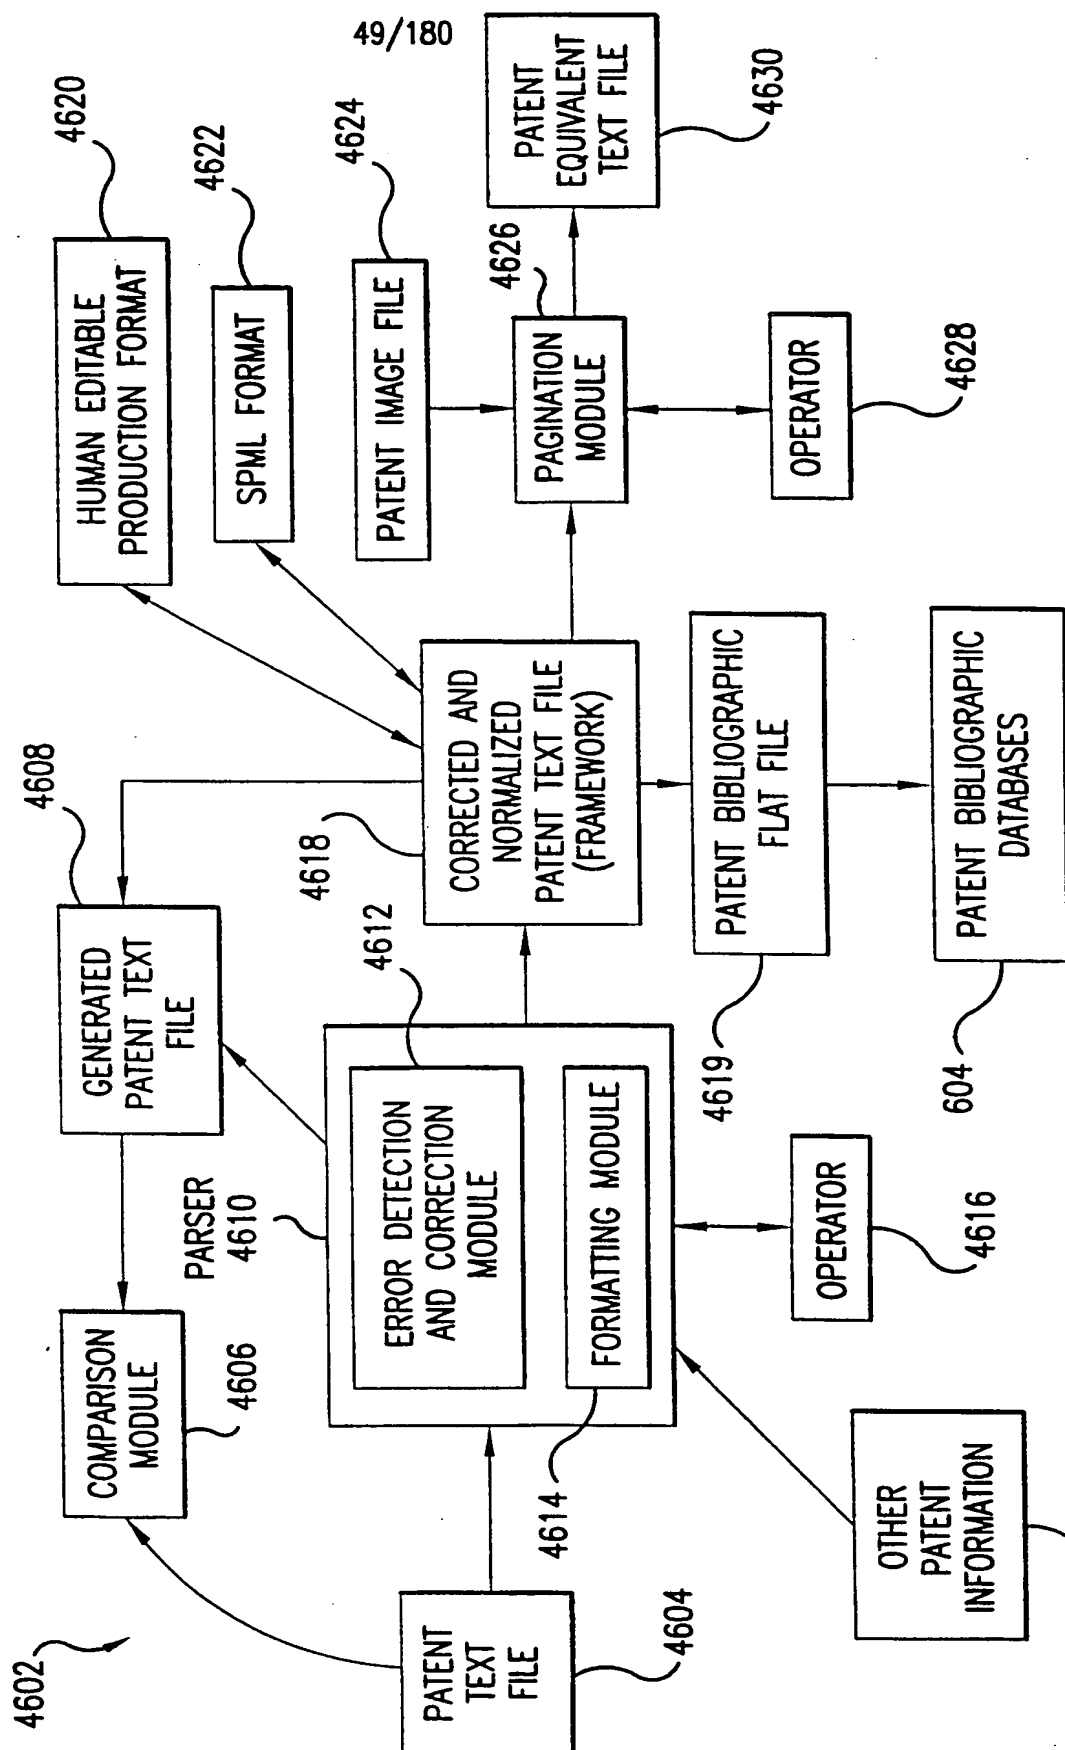 49/180
4602
PATENT
TEXT
FILE
4604
COMPARISON
MODULE
4606
GENERATED
PATENT TEXT
FILE
4608
PARSER
4610
ERROR DETECTION
AND CORRECTION
MODULE
4612
FORMATTING MODULE
4614
OTHER
PATENT
INFORMATION
OPERATOR
4616
CORRECTED AND
NORMALIZED
PATENT TEXT FILE
(FRAMEWORK)
4618
PATENT BIBLIOGRAPHIC
FLAT FILE
4619
PATENT BIBLIOGRAPHIC
DATABASES
604
HUMAN EDITABLE
PRODUCTION FORMAT
4620
SPML FORMAT
4622
PATENT IMAGE FILE
4624
PAGINATION
MODULE
4626
OPERATOR
4628
PATENT
EQUIVALENT
TEXT FILE
4630